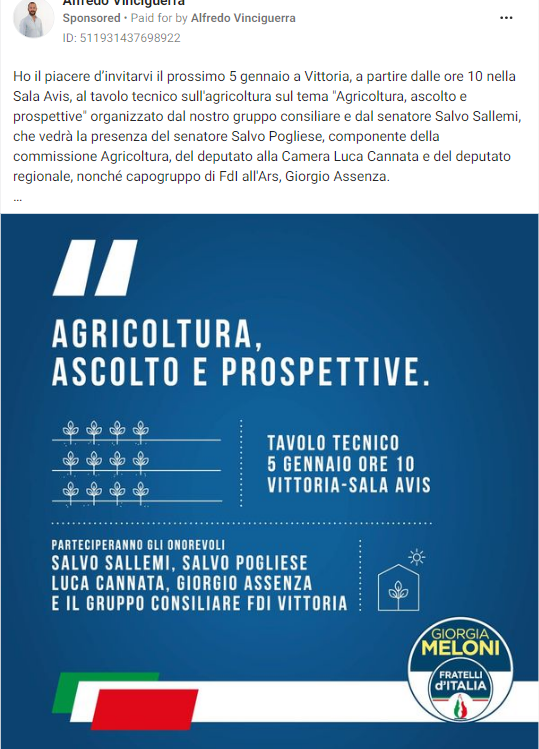 Alfredo Vinciguerra
Sponsored • Paid for by Alfredo Vinciguerra
ID: 511931437698922
Ho il piacere d'invitarvi il prossimo 5 gennaio a Vittoria, a partire dalle ore 10 nella
Sala Avis, al tavolo tecnico sull'agricoltura sul tema "Agricoltura, ascolto e
prospettive" organizzato dal nostro gruppo consiliare e dal senatore Salvo Sallemi,
che vedrà la presenza del senatore Salvo Pogliese, componente della
commissione Agricoltura, del deputato alla Camera Luca Cannata e del deputato
regionale, nonché capogruppo di FdI all'Ars, Giorgio Assenza.
...
AGRICOLTURA,
ASCOLTO E PROSPETTIVE.
TAVOLO TECNICO
5 GENNAIO ORE 10
VITTORIA-SALA AVIS
PARTECIPERANNO GLI ONOREVOLI
SALVO SALLEMI, SALVO POGLIESE
LUCA CANNATA, GIORGIO ASSENZA
E IL GRUPPO CONSILIARE FDI VITTORIA
GIORGIA
MELONI
FRATELLI
d'ITALIA